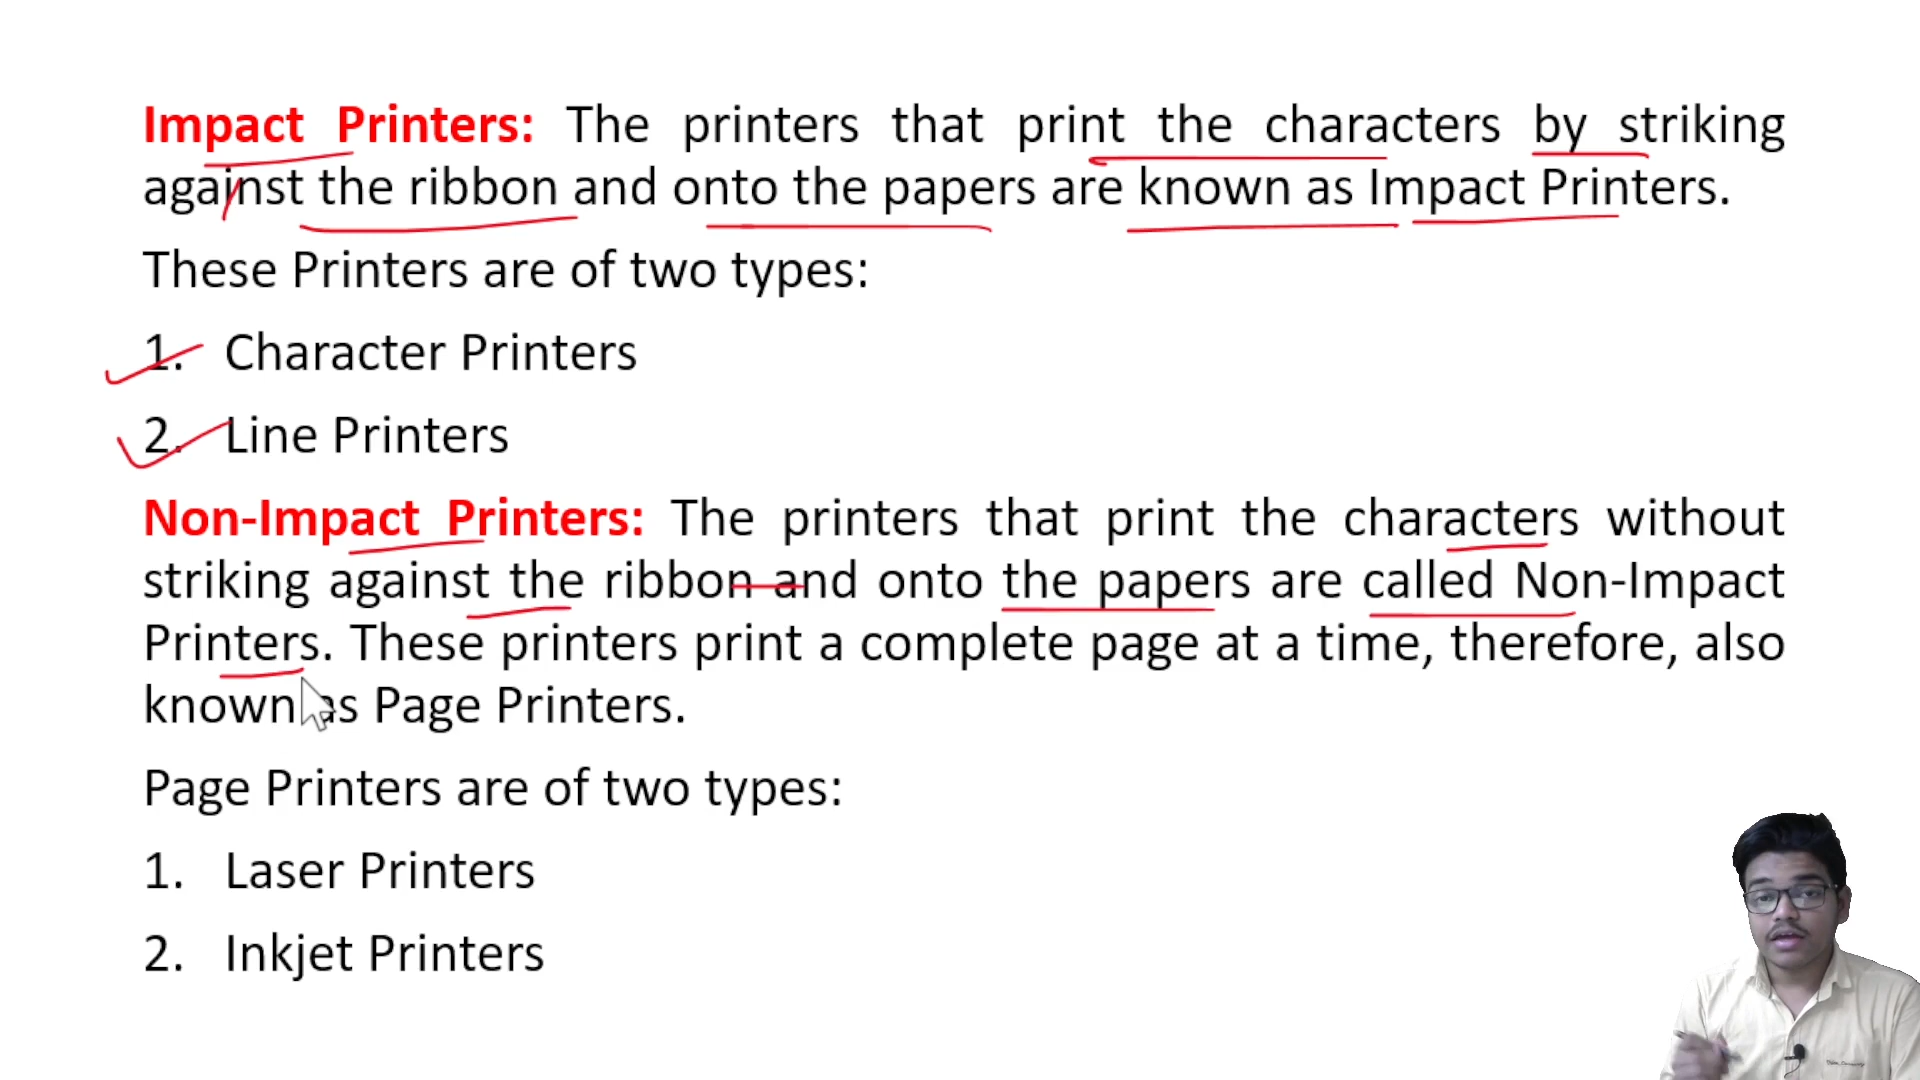 Impact Printers: The printers that print the characters by striking
against the ribbon and onto the papers are known as Impact Printers.
These Printers are of two types:
1. Character Printers
2. Line Printers
Non-Impact Printers: The printers that print the characters without
striking against the ribbon and onto the papers are called Non-Impact
Printers. These printers print a complete page at a time, therefore, also
known as Page Printers.
Page Printers are of two types:
1. Laser Printers
2. Inkjet Printers